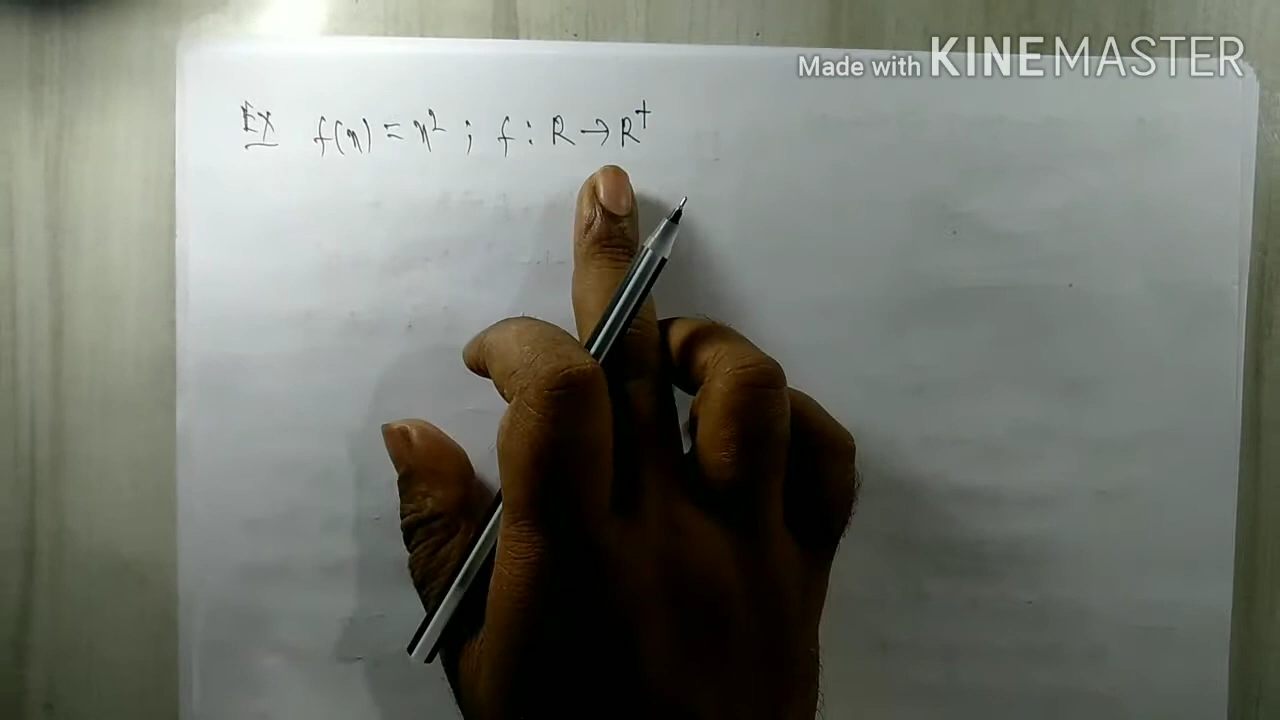 Made with KINEMASTER
Ex f(x) = x² ; f : R → R⁺